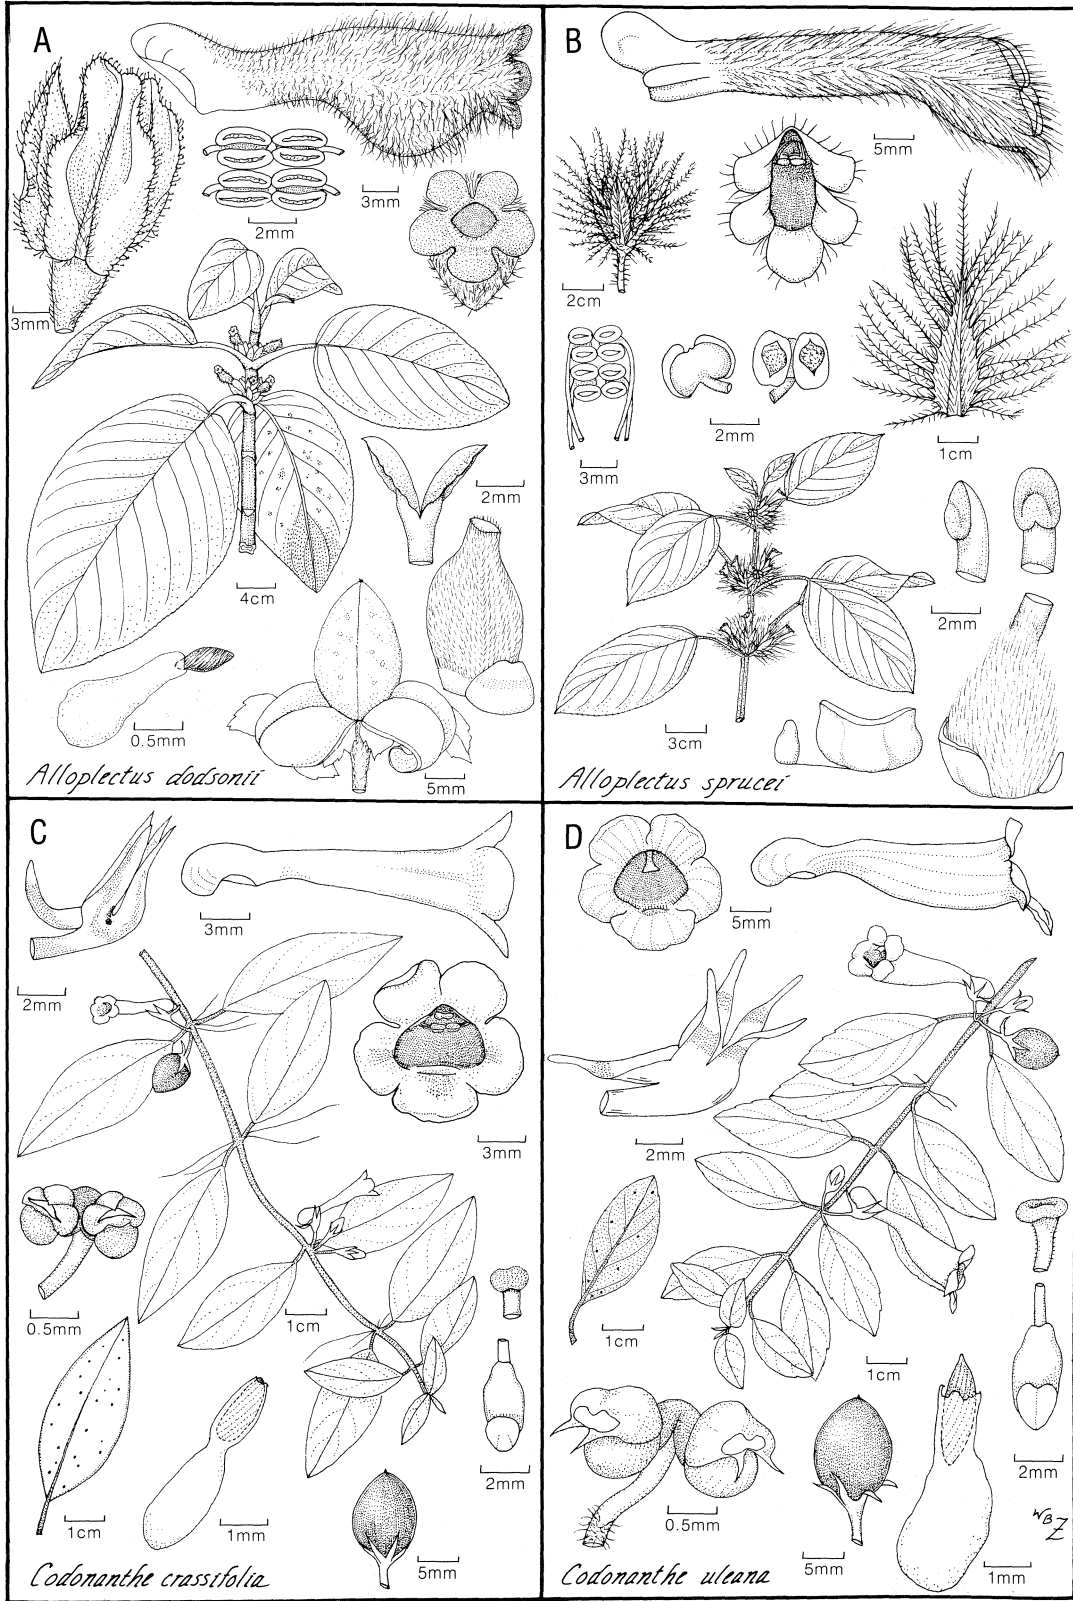 A
3mm
2mm
3mm
4cm
2mm
0.5mm
5mm
Alloplectus dodsonii
B
5mm
2cm
3mm
2mm
1cm
2mm
3cm
Alloplectus sprucei
C
3mm
2mm
3mm
0.5mm
1cm
2mm
1cm
1mm
5mm
Codonanthe crassifolia
D
5mm
2mm
1cm
1cm
2mm
0.5mm
5mm
1mm
WBZ
Codonanthe uleana